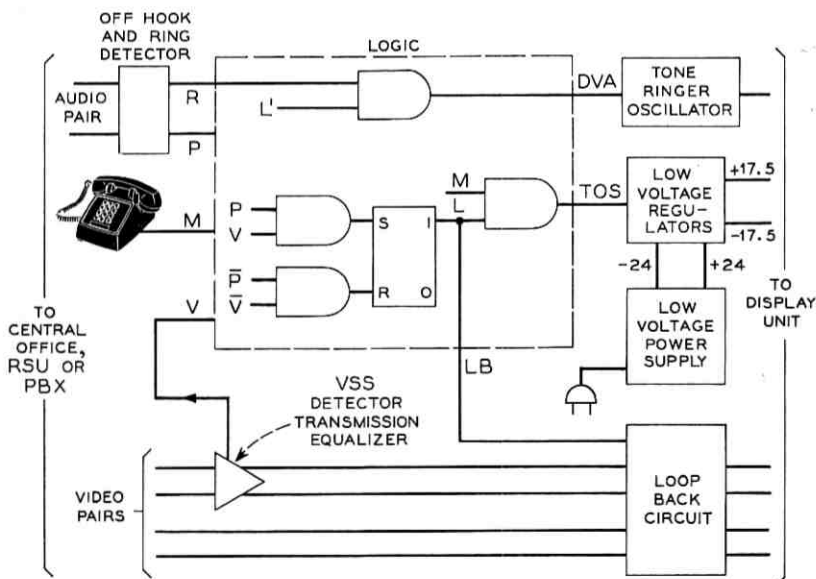 OFF HOOK
AND RING
DETECTOR
LOGIC
AUDIO
PAIR
R
L'
P
DVA
TONE
RINGER
OSCILLATOR
M
P
V
S
I
M
L
TOS
LOW
VOLTAGE
REGU-
LATORS
+17.5
-17.5
P̅
V̅
R
O
-24
+24
V
TO
CENTRAL
OFFICE,
RSU OR
PBX
LB
LOW
VOLTAGE
POWER
SUPPLY
TO
DISPLAY
UNIT
VSS
DETECTOR
TRANSMISSION
EQUALIZER
VIDEO
PAIRS
LOOP
BACK
CIRCUIT